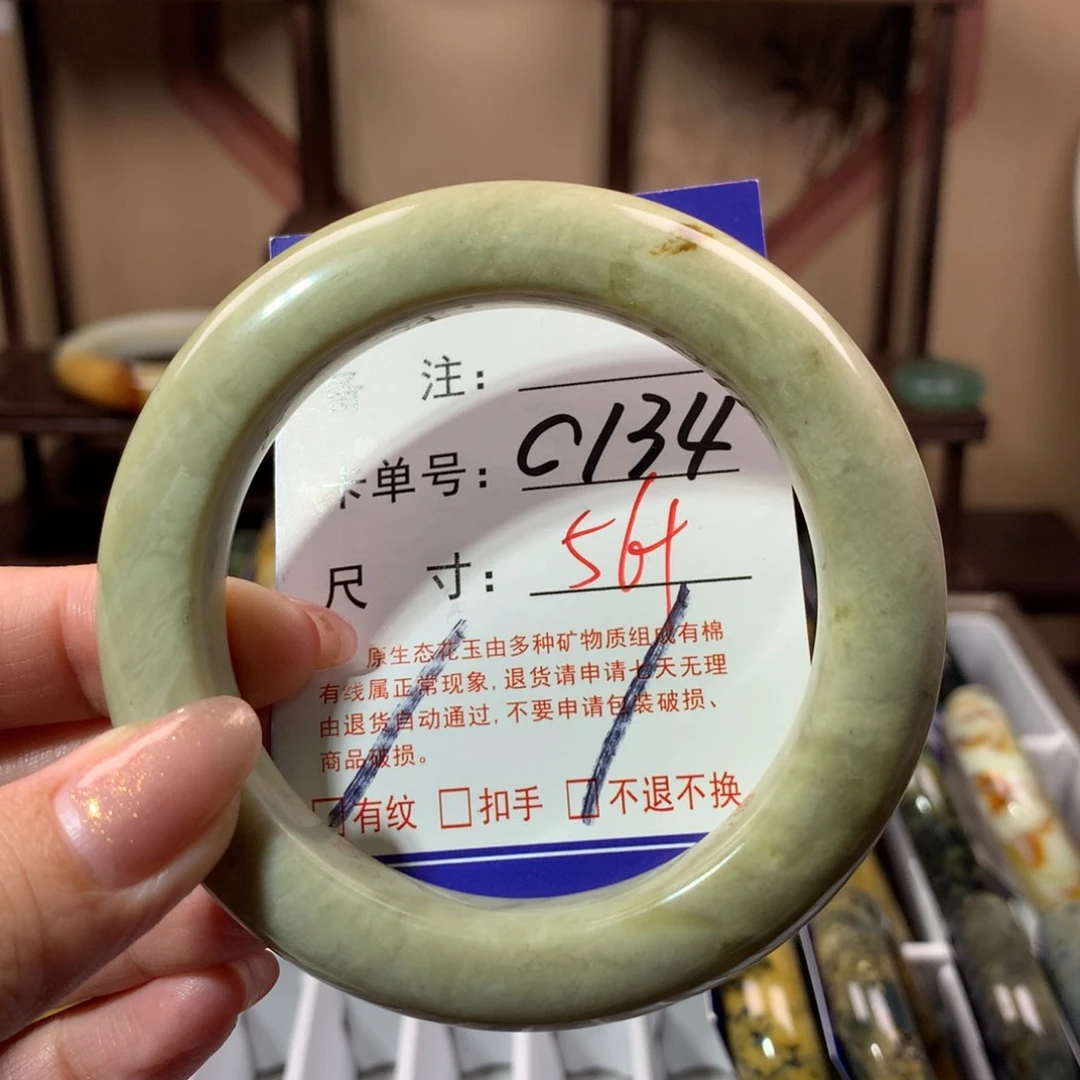 备 注：
卡单号：C134
尺 寸：56+
原生态花玉由多种矿物质组成有棉
有线属正常现象，退货请申请七天无理
由退货自动通过，不要申请包装破损、
商品破损。
有纹 扣手 不退不换